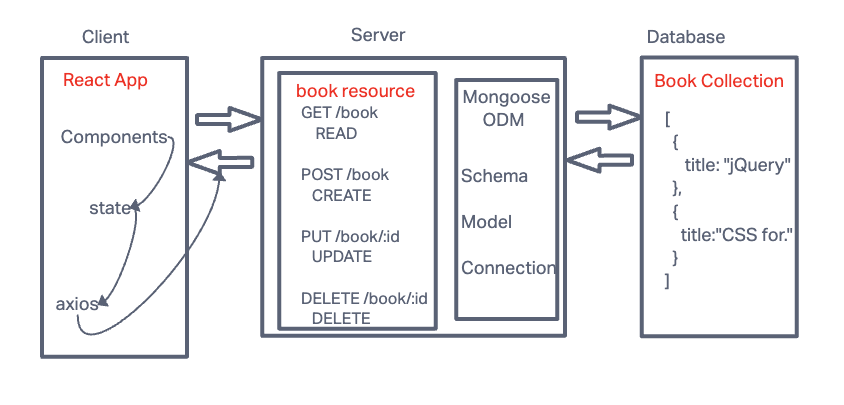 Client
React App
Components
state
axios
Server
book resource
GET /book
READ
POST /book
CREATE
PUT /book/:id
UPDATE
DELETE /book/:id
DELETE
Mongoose
ODM
Schema
Model
Connection
Database
Book Collection
[
{
title: "jQuery"
},
{
title:"CSS for."
}
]